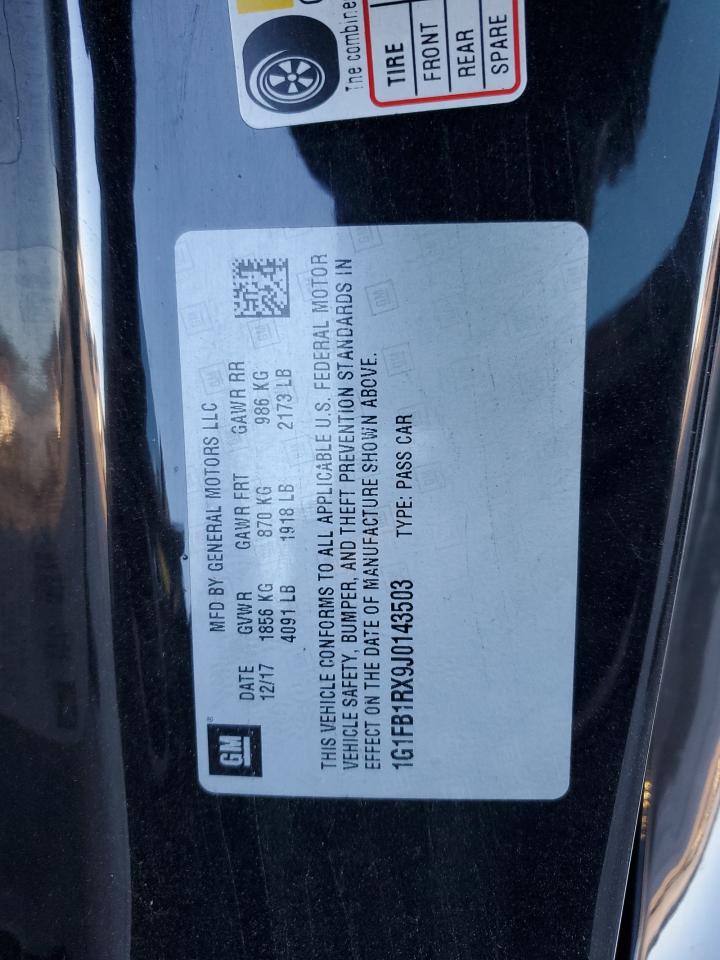 The combine
TIRE
FRONT
REAR
SPARE
GM®
MFD BY GENERAL MOTORS LLC
DATE GVWR GAWR FRT GAWR RR
12/17 1856 KG 870 KG 986 KG
4091 LB 1918 LB 2173 LB
THIS VEHICLE CONFORMS TO ALL APPLICABLE U.S. FEDERAL MOTOR
VEHICLE SAFETY, BUMPER, AND THEFT PREVENTION STANDARDS IN
EFFECT ON THE DATE OF MANUFACTURE SHOWN ABOVE.
1G1FB1RX9J0143503 TYPE: PASS CAR